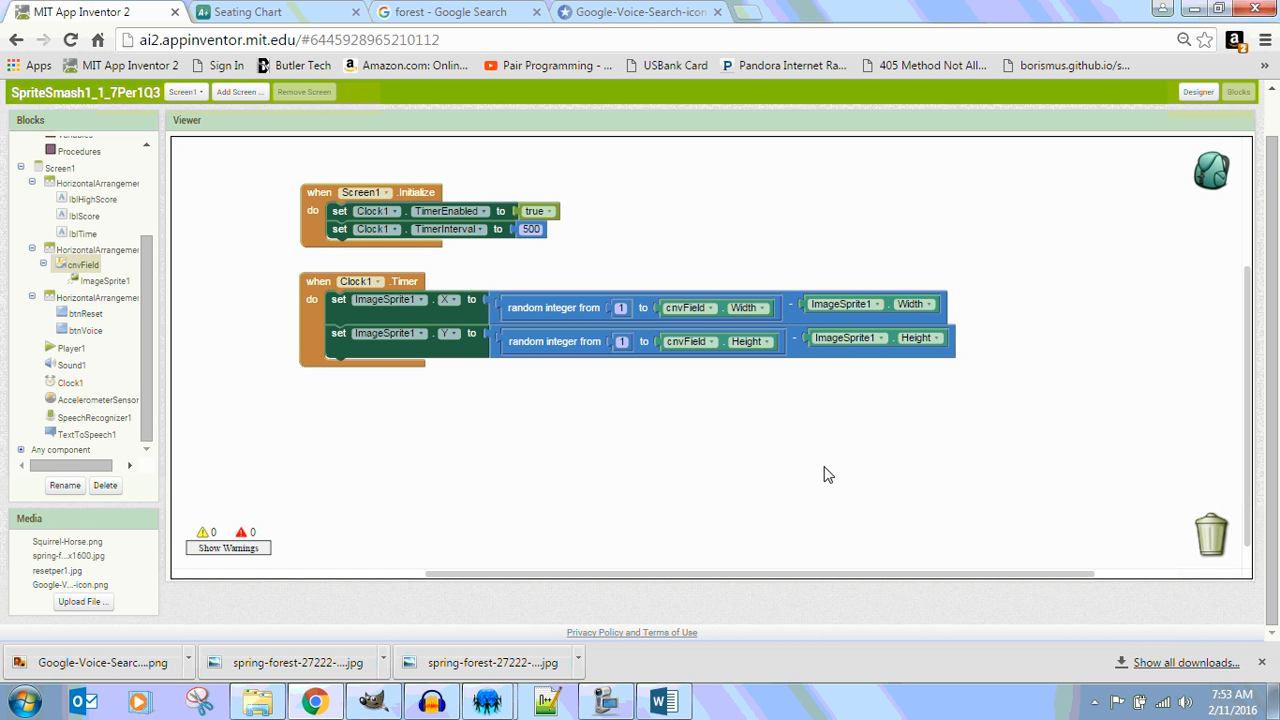 MIT App Inventor 2
Seating Chart
forest - Google Search
Google-Voice-Search-icon
ai2.appinventor.mit.edu/#6445928965210112
Apps MIT App Inventor 2 Sign In Butler Tech Amazon.com: Onlin... Pair Programming - ... USBank Card Pandora Internet Ra 405 Method Not All... borismus.github.io/s... »
SpriteSmash1_1_7Per1Q3 Screen1 Add Screen ... Remove Screen Designer Blocks
Blocks
Viewer
Variables
Procedures
Screen1
HorizontalArrangemer
lblHighScore
lblScore
lblTime
HorizontalArrangemer
cnvField
ImageSprite1
HorizontalArrangemer
btnReset
btnVoice
Player1
Sound1
Clock1
AccelerometerSensor
SpeechRecognizer1
TextToSpeech1
Any component
Rename Delete
Media
Squirrel-Horse.png
spring-f...x1600.jpg
resetper1.jpg
Google-V...-icon.png
Upload File ...
when Screen1 .Initialize
do set Clock1 . TimerEnabled to true
set Clock1 . TimerInterval to 500
when Clock1 .Timer
do set ImageSprite1 . X to random integer from 1 to cnvField . Width - ImageSprite1 . Width
set ImageSprite1 . Y to random integer from 1 to cnvField . Height - ImageSprite1 . Height
0 0
Show Warnings
Privacy Policy and Terms of Use
Google-Voice-Searc....png
spring-forest-27222-...jpg
spring-forest-27222-...jpg
Show all downloads...
7:53 AM
2/11/2016